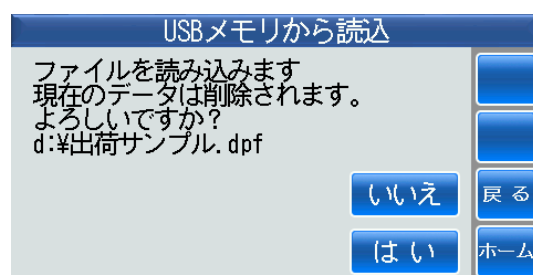 USBメモリから読込
ファイルを読み込みます
現在のデータは削除されます。
よろしいですか？
d:¥出荷サンプル.dpf
いいえ
戻る
はい
ホーム